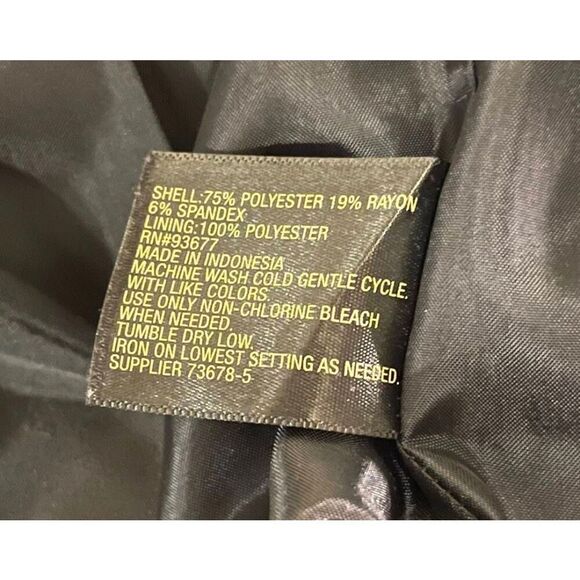 SHELL:75% POLYESTER 19% RAYON
6% SPANDEX
LINING:100% POLYESTER
RN#93677
MADE IN INDONESIA
MACHINE WASH COLD GENTLE CYCLE.
WITH LIKE COLORS.
USE ONLY NON-CHLORINE BLEACH
WHEN NEEDED.
TUMBLE DRY LOW.
IRON ON LOWEST SETTING AS NEEDED.
SUPPLIER 73678-5